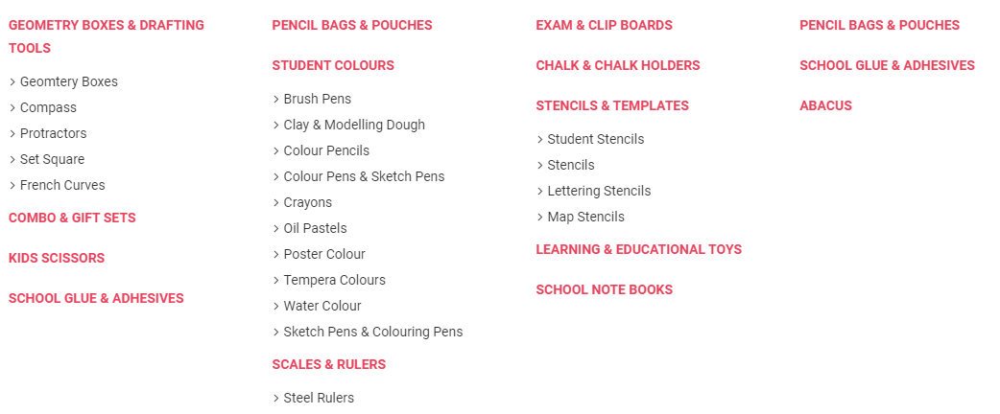 GEOMETRY BOXES & DRAFTING
TOOLS
Geomtery Boxes
Compass
Protractors
Set Square
French Curves
COMBO & GIFT SETS
KIDS SCISSORS
SCHOOL GLUE & ADHESIVES
PENCIL BAGS & POUCHES
STUDENT COLOURS
Brush Pens
Clay & Modelling Dough
Colour Pencils
Colour Pens & Sketch Pens
Crayons
Oil Pastels
Poster Colour
Tempera Colours
Water Colour
Sketch Pens & Colouring Pens
SCALES & RULERS
Steel Rulers
EXAM & CLIP BOARDS
CHALK & CHALK HOLDERS
STENCILS & TEMPLATES
Student Stencils
Stencils
Lettering Stencils
Map Stencils
LEARNING & EDUCATIONAL TOYS
SCHOOL NOTE BOOKS
PENCIL BAGS & POUCHES
SCHOOL GLUE & ADHESIVES
ABACUS